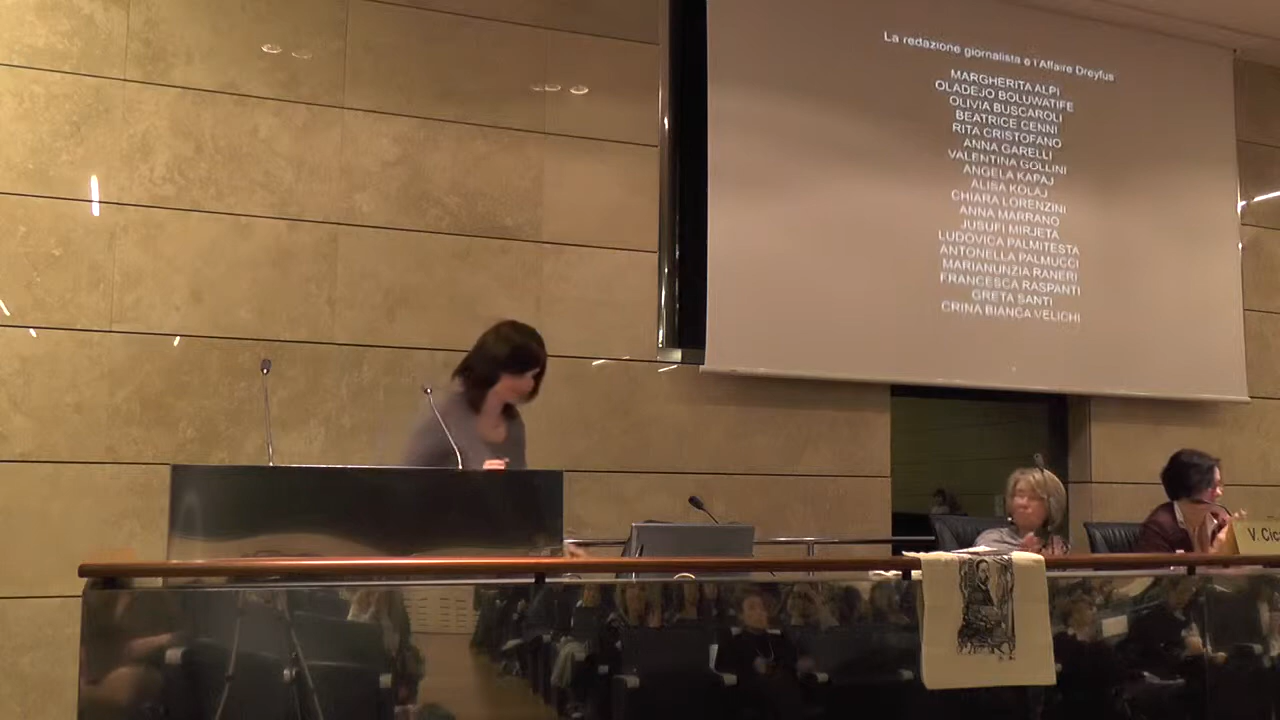 La redazione giornalista e l'Affaire Dreyfus
MARGHERITA ALPI
OLADEJO BOLUWATIFE
OLIVIA BUSCAROLI
BEATRICE CENNI
RITA CRISTOFANO
ANNA GARELLI
VALENTINA GOLLINI
ANGELA KAPAJ
ALISA KOLAJ
CHIARA LORENZINI
ANNA MARRANO
JUSUFI MIRJETA
LUDOVICA PALMITESTA
ANTONELLA PALMUCCI
MARIANUNZIA RANERI
FRANCESCA RASPANTI
GRETA SANTI
CRINA BIANCA VELICHI
V. Cic